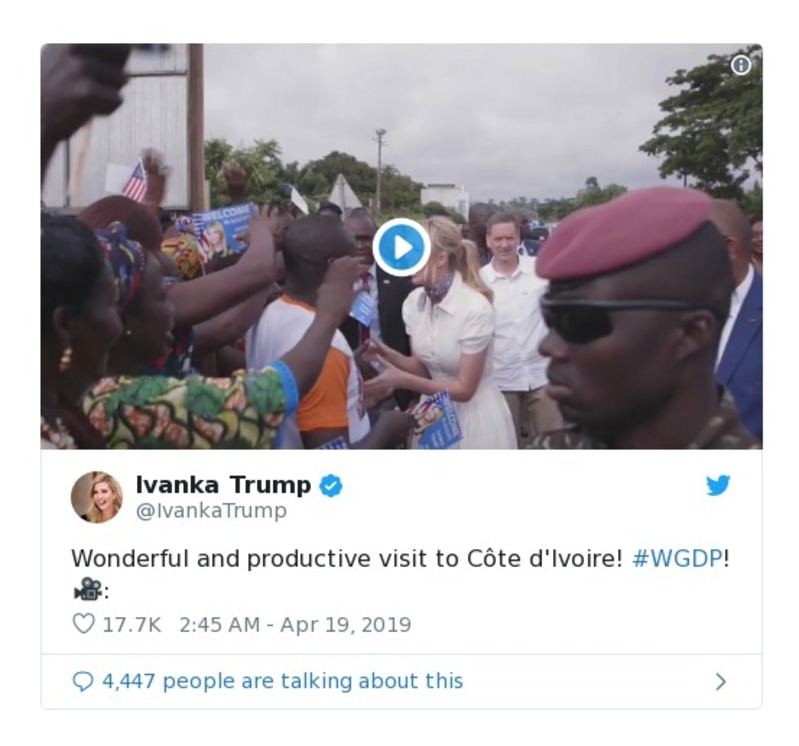 WELCOME
Ivanka Trump
@IvankaTrump
Wonderful and productive visit to Côte d'Ivoire! #WGDP!
:
17.7K 2:45 AM - Apr 19, 2019
4,447 people are talking about this